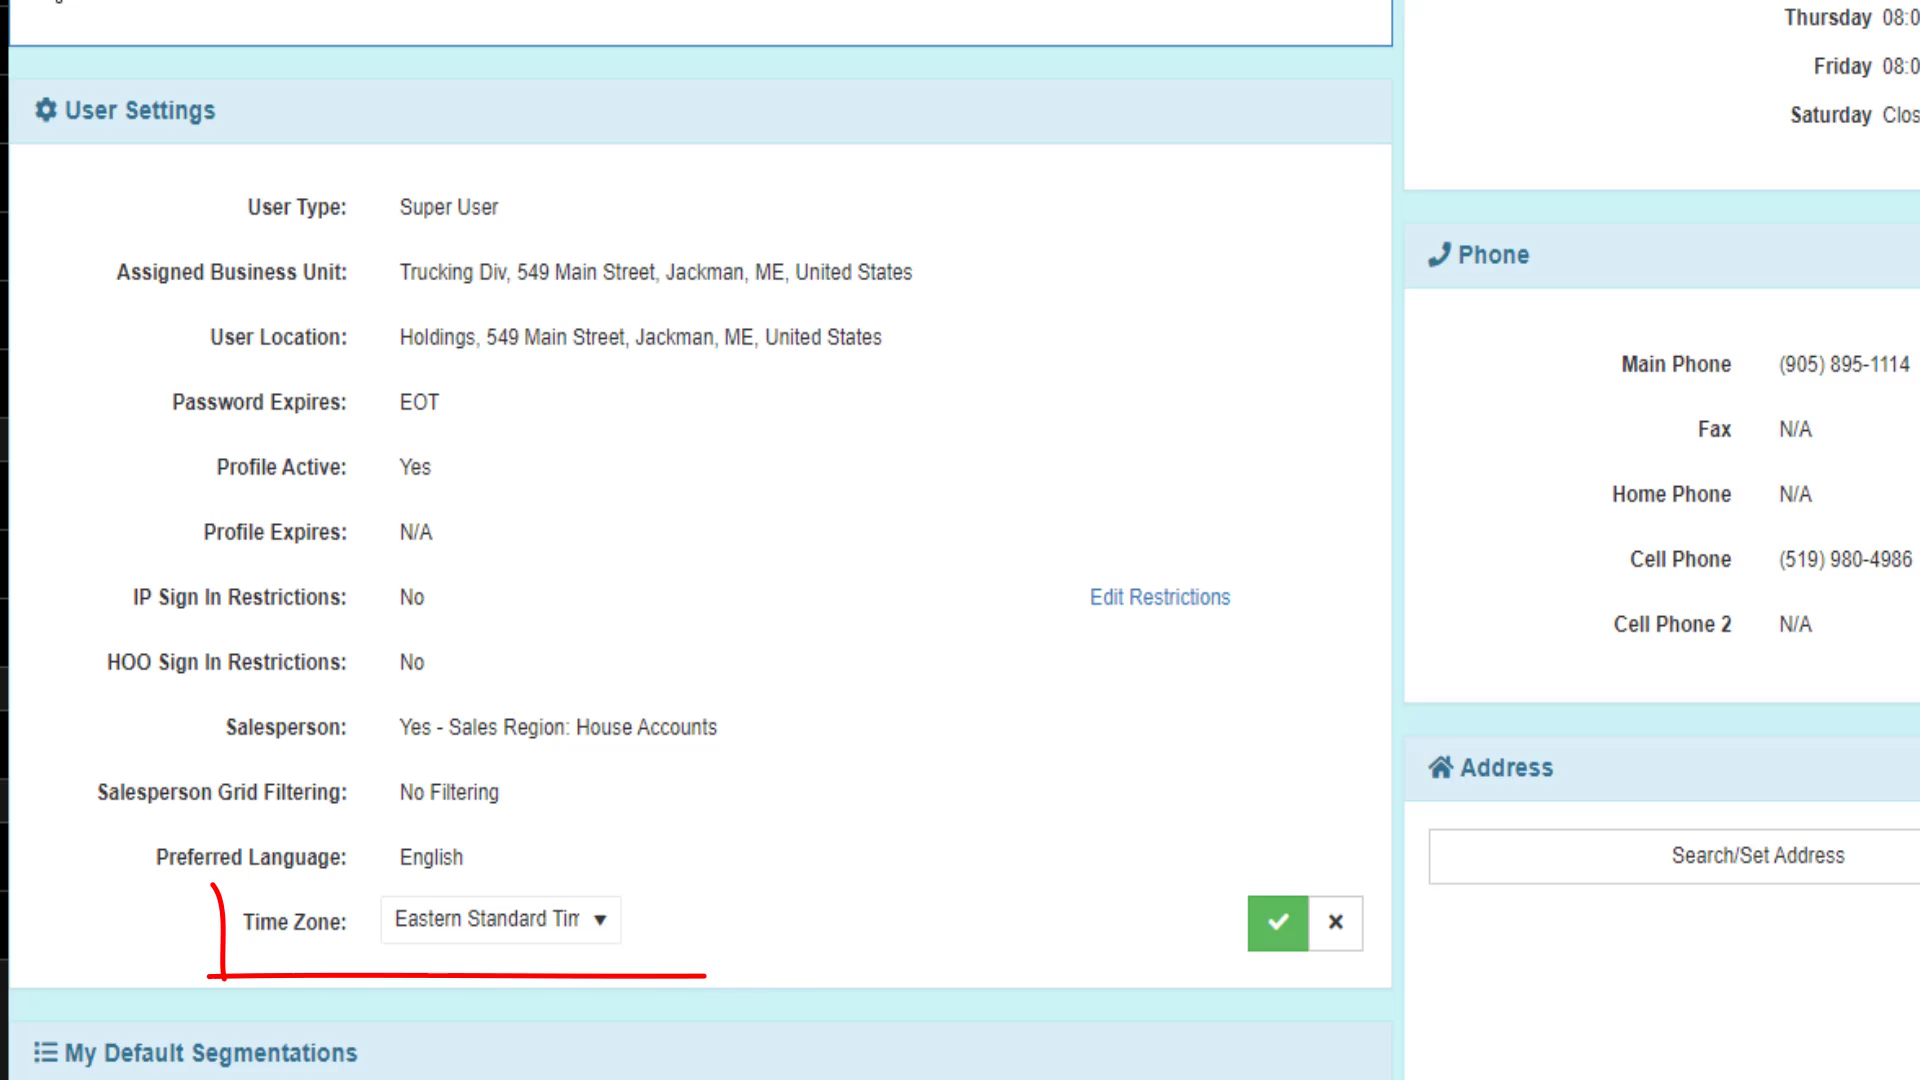 User Settings
User Type: Super User
Assigned Business Unit: Trucking Div, 549 Main Street, Jackman, ME, United States
User Location: Holdings, 549 Main Street, Jackman, ME, United States
Password Expires: EOT
Profile Active: Yes
Profile Expires: N/A
IP Sign In Restrictions: No Edit Restrictions
HOO Sign In Restrictions: No
Salesperson: Yes - Sales Region: House Accounts
Salesperson Grid Filtering: No Filtering
Preferred Language: English
Time Zone: Eastern Standard Tim
My Default Segmentations
Thursday 08:0
Friday 08:0
Saturday Clos
Phone
Main Phone (905) 895-1114
Fax N/A
Home Phone N/A
Cell Phone (519) 980-4986
Cell Phone 2 N/A
Address
Search/Set Address